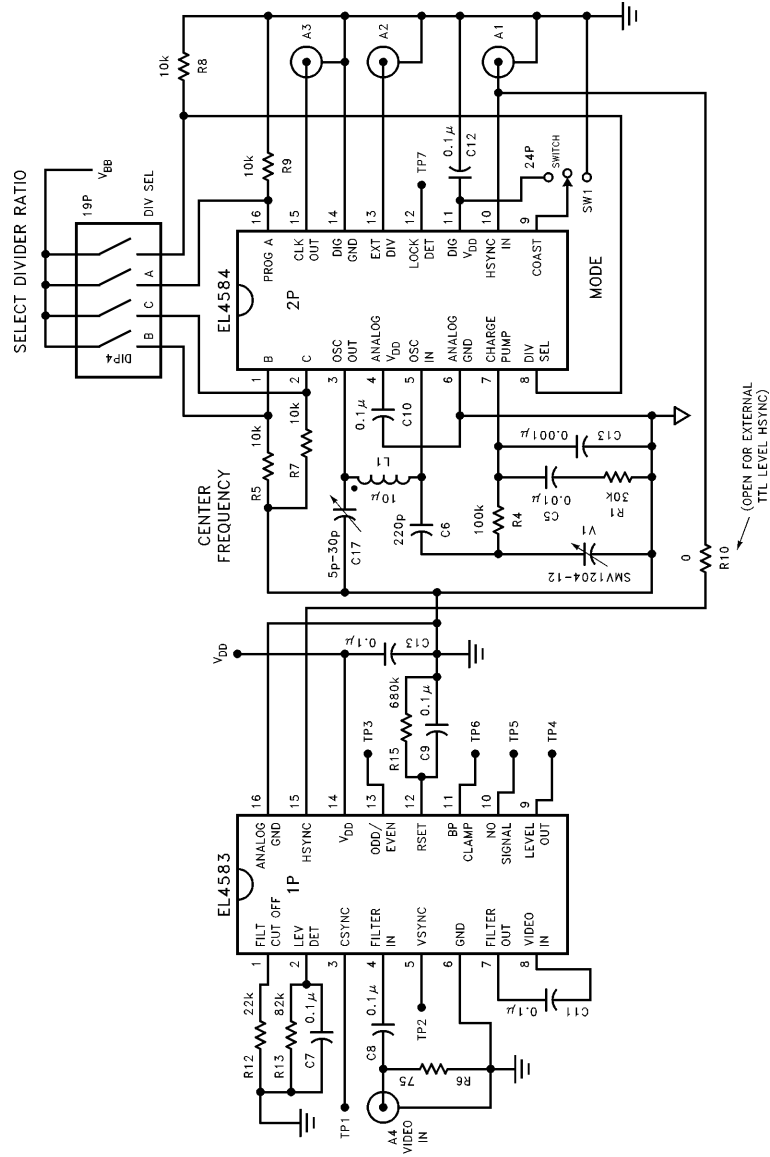 SELECT DIVIDER RATIO
19P
V_BB
DIV SEL
DIP4
B
C
A
10k
R8
10k
R9
A3
A2
A1
0.1μ
C12
TP7
24P
SWITCH
SW1
MODE
EL4584
2P
B
C
OSC OUT
ANALOG V_DD
OSC IN
ANALOG GND
CHARGE PUMP
DIV SEL
PROG A
CLK OUT
DIG GND
EXT DIV
LOCK DET
DIG V_DD
HSYNC IN
COAST
1
2
3
4
5
6
7
8
16
15
14
13
12
11
10
9
CENTER
FREQUENCY
10k
R5
10k
R7
0.1μ
C10
L1
10μ
5p-30p
C17
220p
C6
100k
R4
0.01μ
C5
0.001μ
C13
30k
R1
V1
SMV1204-12
0
R10
(OPEN FOR EXTERNAL
TTL LEVEL HSYNC)
V_DD
0.1μ
C13
680k
R15
0.1μ
C9
TP3
TP6
TP5
TP4
EL4583
1P
FILT CUT OFF
LEV DET
CSYNC
FILTER IN
VSYNC
GND
FILTER OUT
VIDEO IN
ANALOG GND
HSYNC
V_DD
ODD/ EVEN
RSET
BP CLAMP
NO SIGNAL
LEVEL OUT
1
2
3
4
5
6
7
8
16
15
14
13
12
11
10
9
22k
R12
82k
R13
0.1μ
C7
0.1μ
C8
TP1
TP2
75
R6
0.1μ
C11
A4
VIDEO
IN